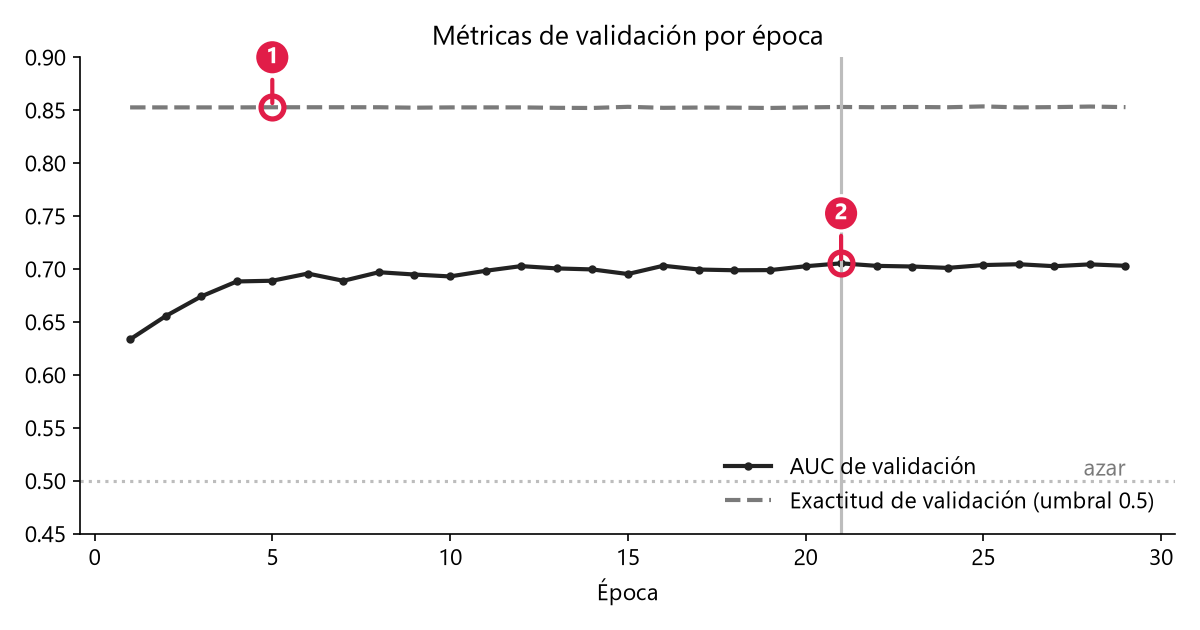 Métricas de validación por época
0.90
0.85
0.80
0.75
0.70
0.65
0.60
0.55
0.50
0.45
1
2
azar
AUC de validación
Exactitud de validación (umbral 0.5)
0 5 10 15 20 25 30
Época